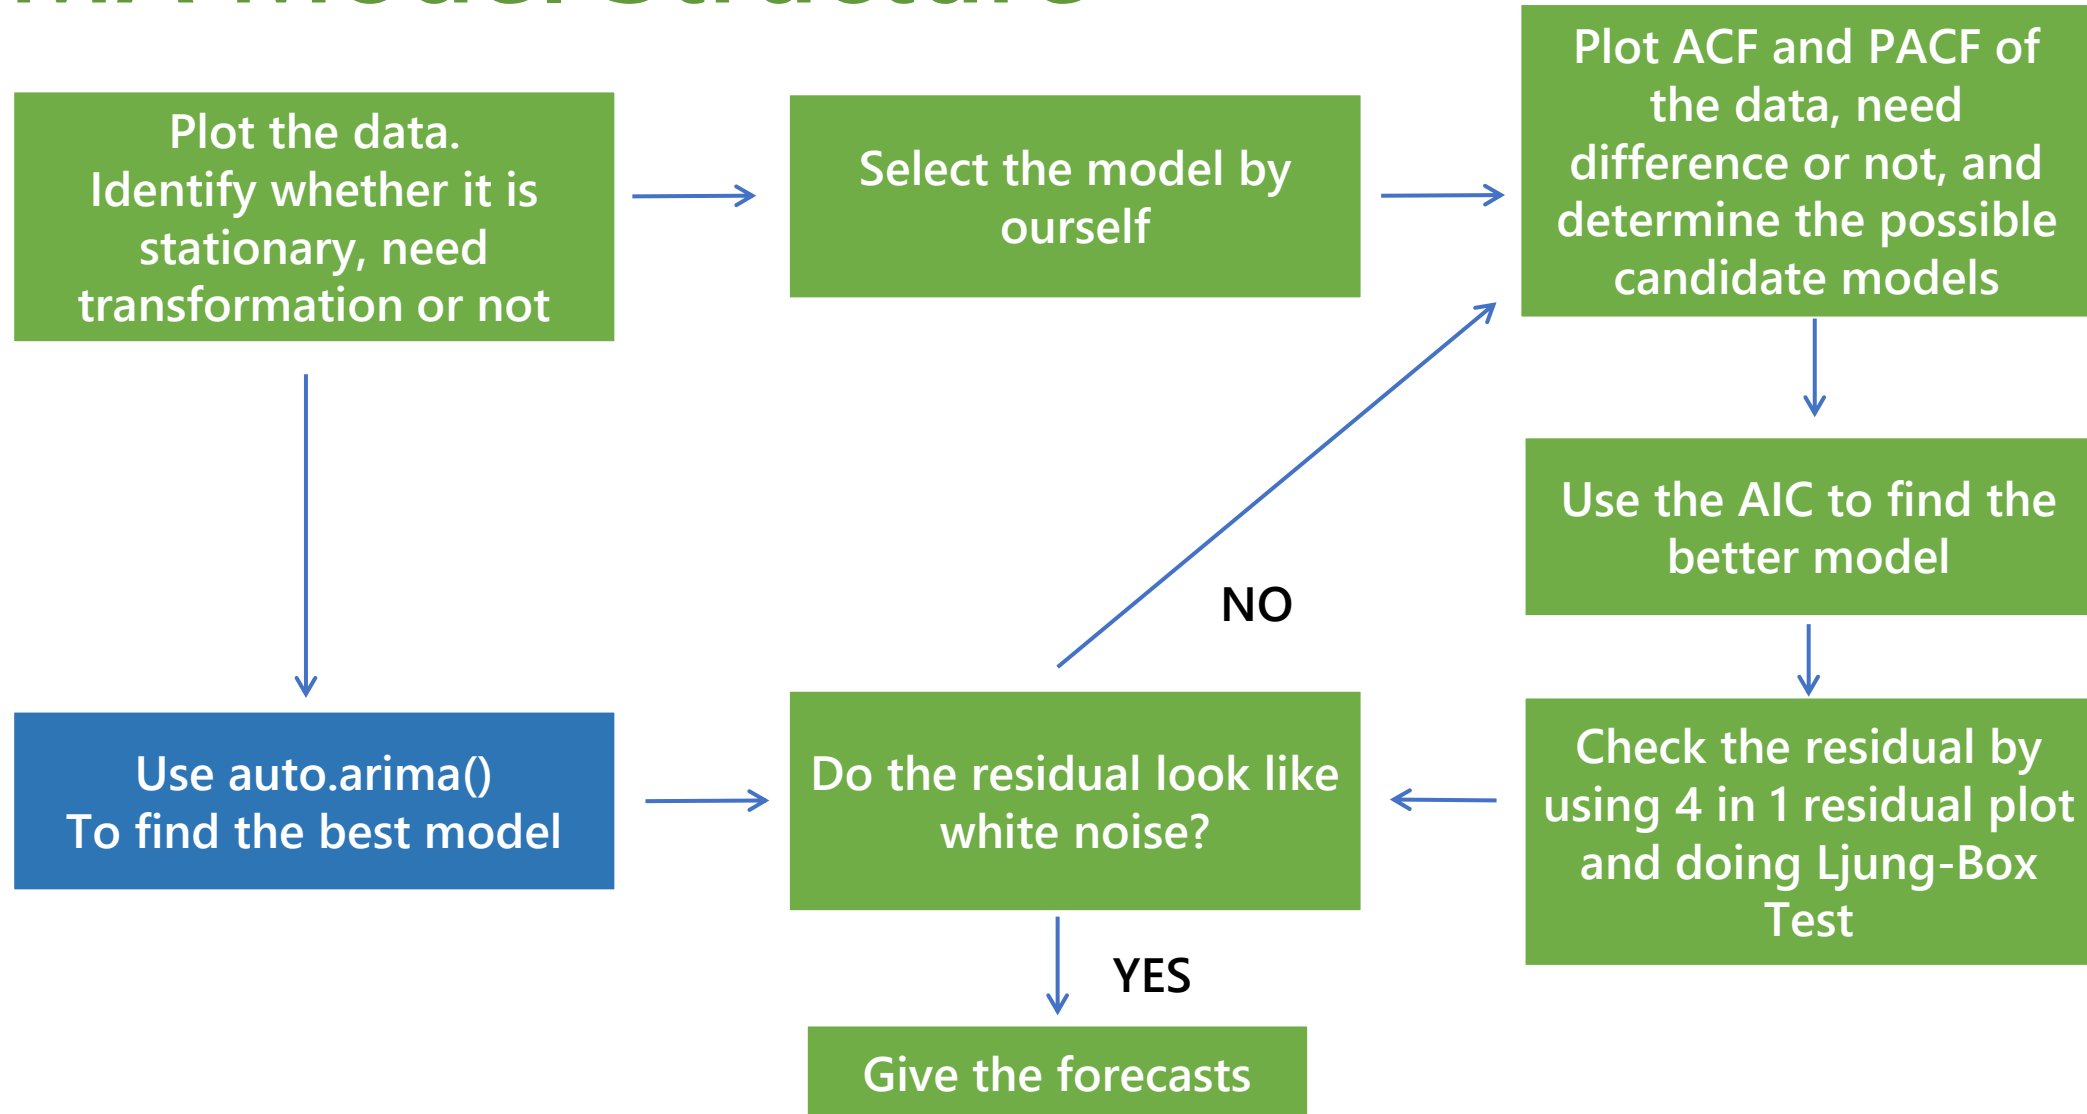 Plot the data.
Identify whether it is
stationary, need
transformation or not
Select the model by
ourself
Plot ACF and PACF of
the data, need
difference or not, and
determine the possible
candidate models
Use the AIC to find the
better model
NO
Use auto.arima()
To find the best model
Do the residual look like
white noise?
Check the residual by
using 4 in 1 residual plot
and doing Ljung-Box
Test
YES
Give the forecasts